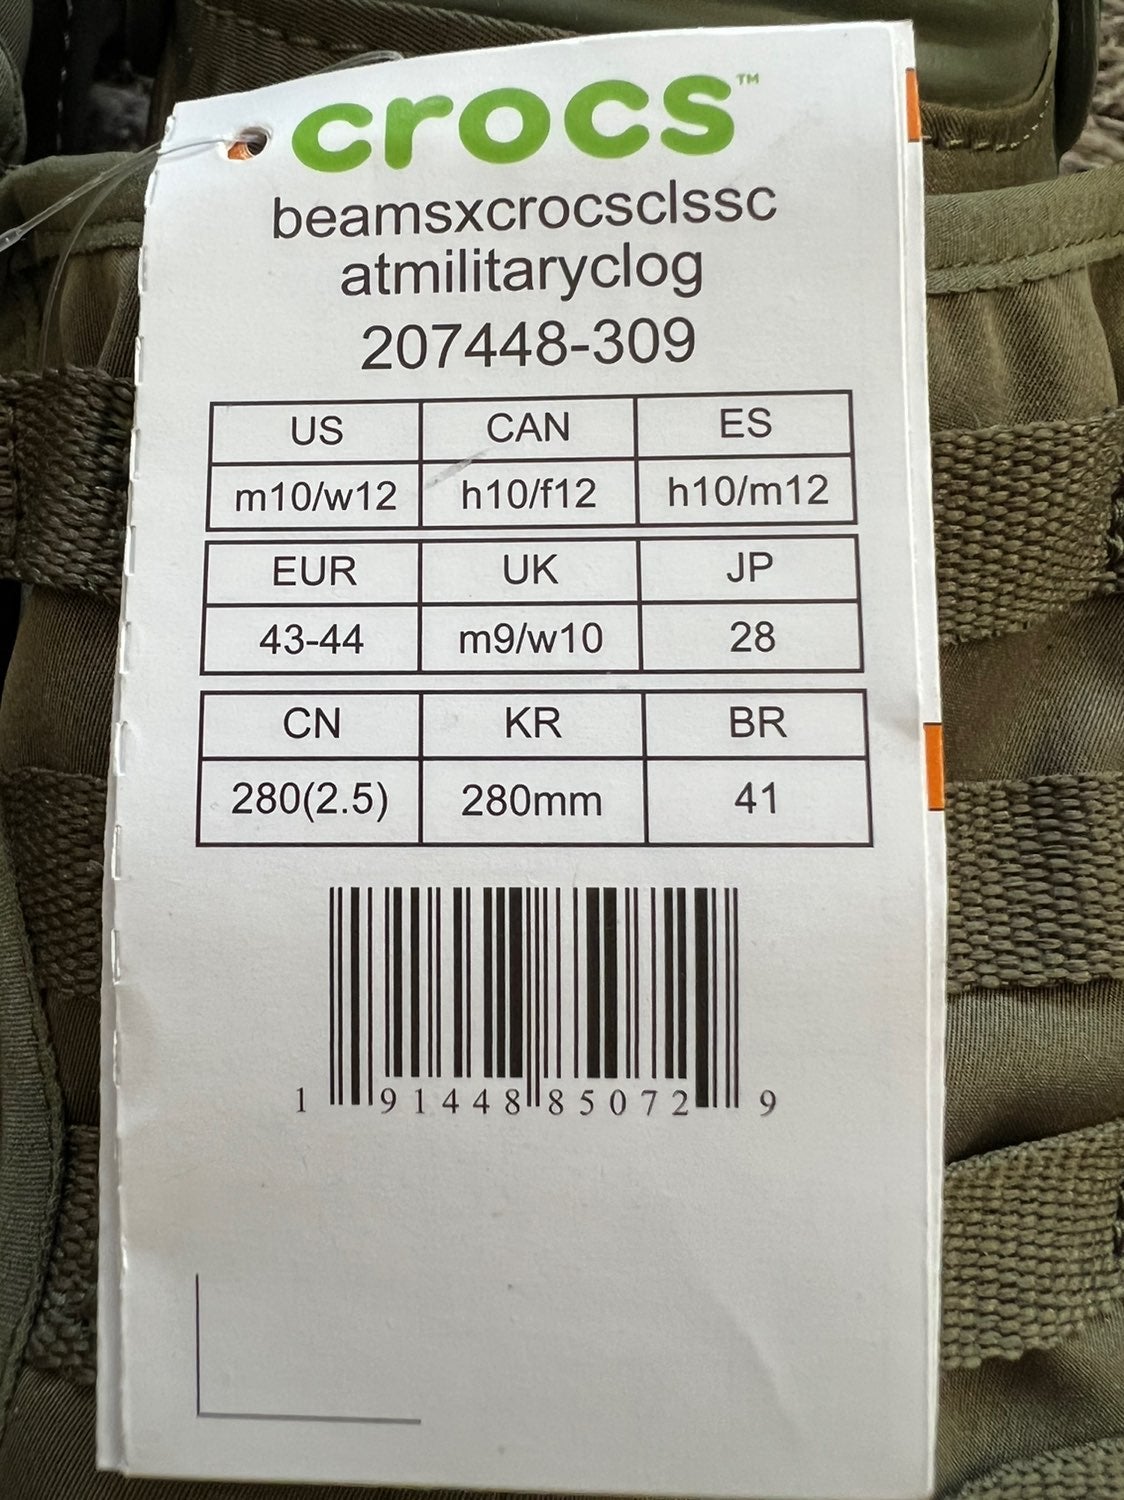 crocs™
beamsxcrocsclssc
atmilitaryclog
207448-309
US CAN ES
m10/w12 h10/f12 h10/m12
EUR UK JP
43-44 m9/w10 28
CN KR BR
280(2.5) 280mm 41
1 91448 85072 9